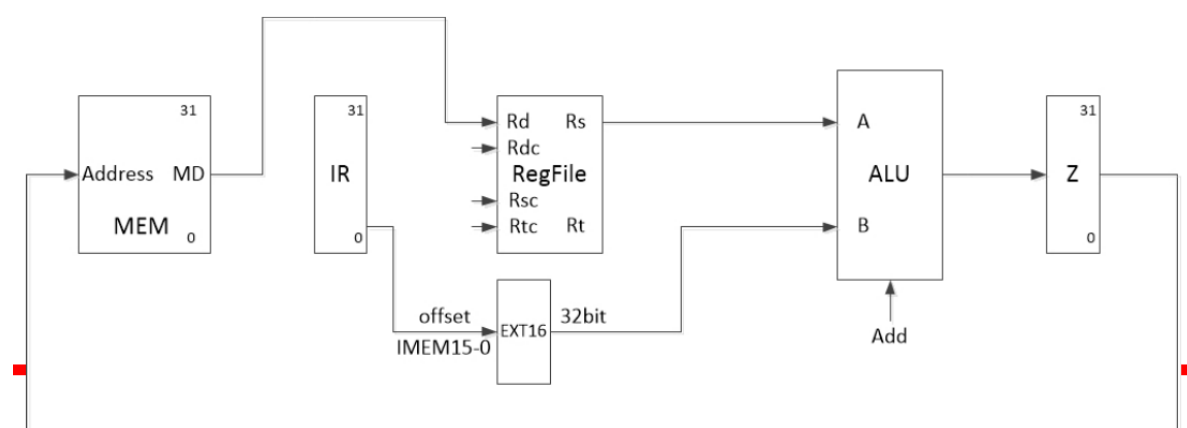 31
Address MD
MEM
0
31
IR
0
Rd Rs
Rdc
RegFile
Rsc
Rtc Rt
offset
IMEM15-0
EXT16
32bit
A
ALU
B
Add
31
Z
0